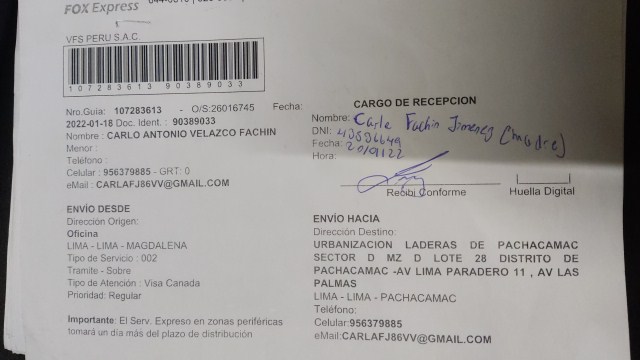 FOX Express
VFS PERU S.A.C
107283613 90389033
Nro.Guia: 107283613 - O/S:26016745 Fecha:
2022-01-18 Doc. Ident. : 90389033
Nombre : CARLO ANTONIO VELAZCO FACHIN
Menor :
Teléfono :
Celular : 956379885 - GRT: 0
eMail : CARLAFJ86VV@GMAIL.COM
ENVÍO DESDE
Dirección Origen:
Oficina
LIMA - LIMA - MAGDALENA
Tipo de Servicio : 002
Tramite - Sobre
Tipo de Atención : Visa Canada
Prioridad: Regular
Importante: El Serv. Expreso en zonas periféricas
tomará un día más del plazo de distribución
CARGO DE RECEPCION
Nombre: Carla Fachin Jimenez (madre)
DNI:
Fecha: 20/01/22
Hora:
Recibi Conforme
Huella Digital
ENVÍO HACIA
Dirección Destino:
URBANIZACION LADERAS DE PACHACAMAC
SECTOR D MZ D LOTE 28 DISTRITO DE
PACHACAMAC -AV LIMA PARADERO 11 , AV LAS
PALMAS
LIMA - LIMA - PACHACAMAC
Teléfono:
Celular:956379885
eMail:CARLAFJ86VV@GMAIL.COM